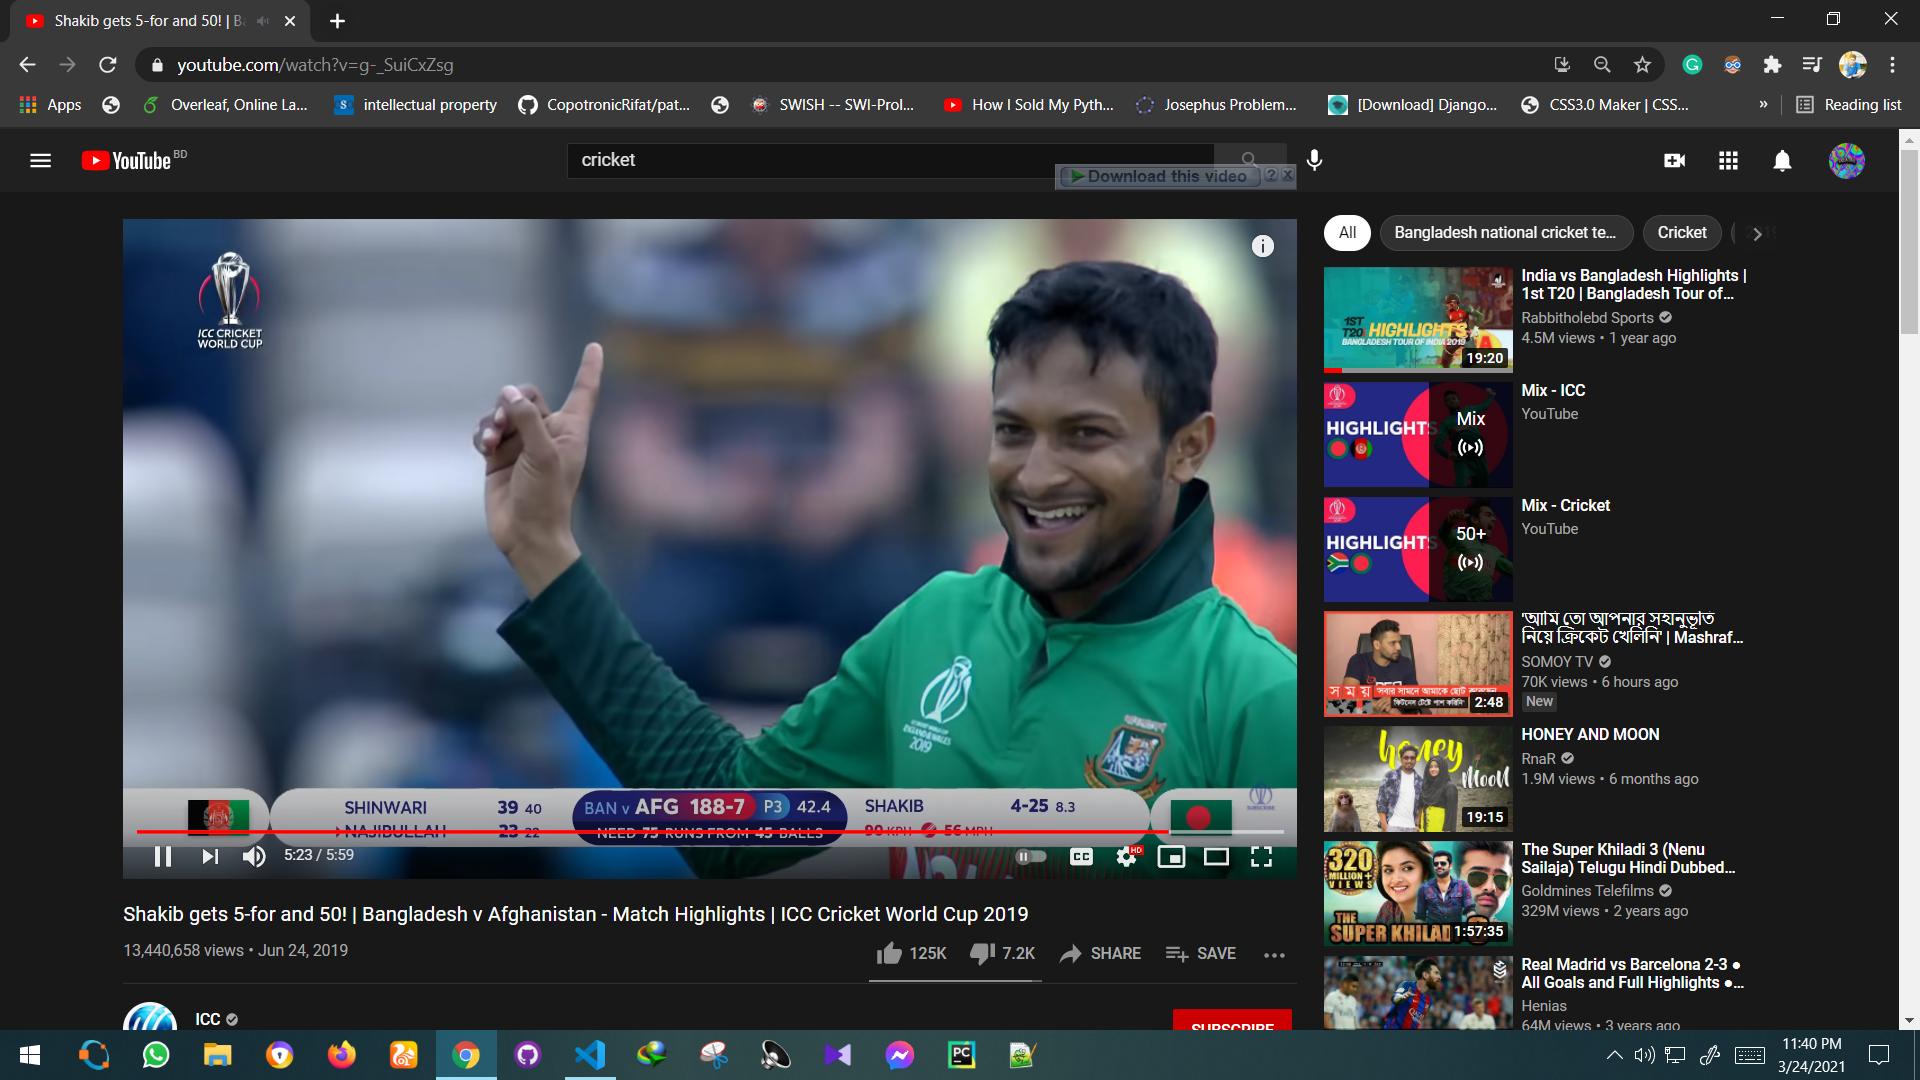 Shakib gets 5-for and 50! | Ba
youtube.com/watch?v=g-_SuiCxZsg
Apps
Overleaf, Online La...
intellectual property
CopotronicRifat/pat...
SWISH -- SWI-Prol...
How I Sold My Pyth...
Josephus Problem...
[Download] Django...
CSS3.0 Maker | CSS...
»
Reading list
YouTube BD
cricket
Download this video
ICC CRICKET
WORLD CUP
2019
SHINWARI 39 40
NAJIBULLAH 23 22
BAN v AFG 188-7 P3 42.4
NEED 75 RUNS FROM 45 BALLS
SHAKIB 4-25 8.3
90 KPH 56 MPH
5:23 / 5:59
CC
HD
Shakib gets 5-for and 50! | Bangladesh v Afghanistan - Match Highlights | ICC Cricket World Cup 2019
13,440,658 views • Jun 24, 2019
125K
7.2K
SHARE
SAVE
ICC
SUBSCRIBE
All
Bangladesh national cricket te...
Cricket
1ST
T20 HIGHLIGHTS
BANGLADESH TOUR OF INDIA 2019
19:20
India vs Bangladesh Highlights |
1st T20 | Bangladesh Tour of...
Rabbitholebd Sports
4.5M views • 1 year ago
HIGHLIGHTS
Mix
Mix - ICC
YouTube
HIGHLIGHTS
50+
Mix - Cricket
YouTube
সময়
2:48
'আমি তো আপনার সহানুভূতি
নিয়ে ক্রিকেট খেলিনি' | Mashraf...
SOMOY TV
70K views • 6 hours ago
New
honey
MOON
19:15
HONEY AND MOON
RnaR
1.9M views • 6 months ago
320
MILLION+
VIEWS
THE
SUPER KHILADI
1:57:35
The Super Khiladi 3 (Nenu
Sailaja) Telugu Hindi Dubbed...
Goldmines Telefilms
329M views • 2 years ago
Real Madrid vs Barcelona 2-3 ●
All Goals and Full Highlights ●...
Henias
64M views • 3 years ago
PC
11:40 PM
3/24/2021